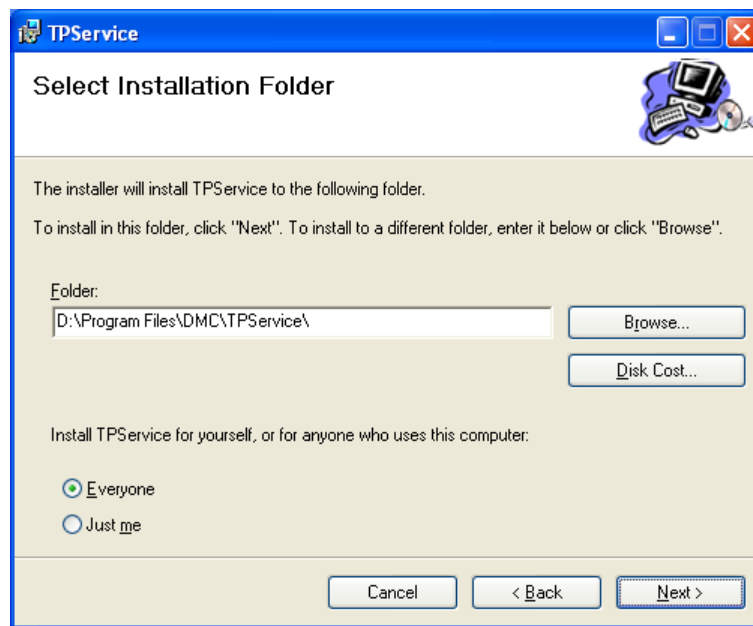 TPService
Select Installation Folder
The installer will install TPService to the following folder.
To install in this folder, click "Next". To install to a different folder, enter it below or click "Browse".
Folder:
D:\Program Files\DMC\TPService\
Browse...
Disk Cost...
Install TPService for yourself, or for anyone who uses this computer:
Everyone
Just me
Cancel
< Back
Next >